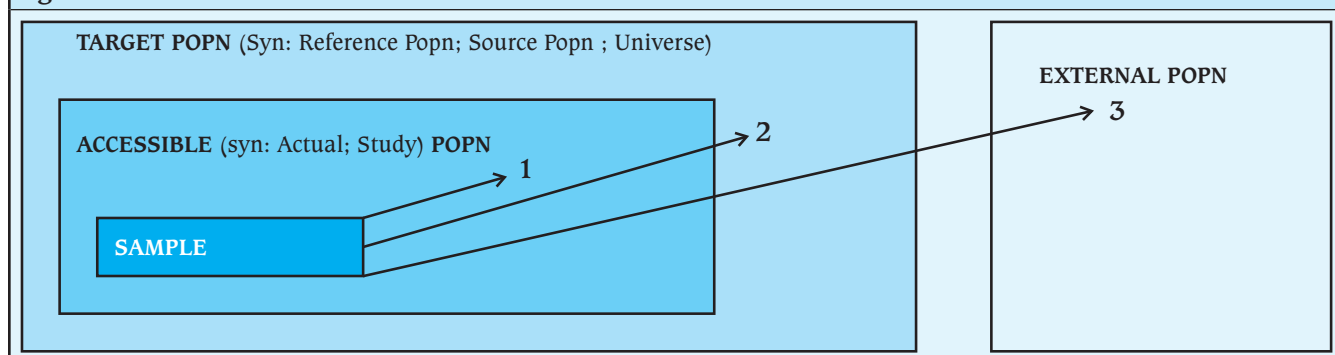 TARGET POPN (Syn: Reference Popn; Source Popn ; Universe)
EXTERNAL POPN
3
2
ACCESSIBLE (syn: Actual; Study) POPN
1
SAMPLE